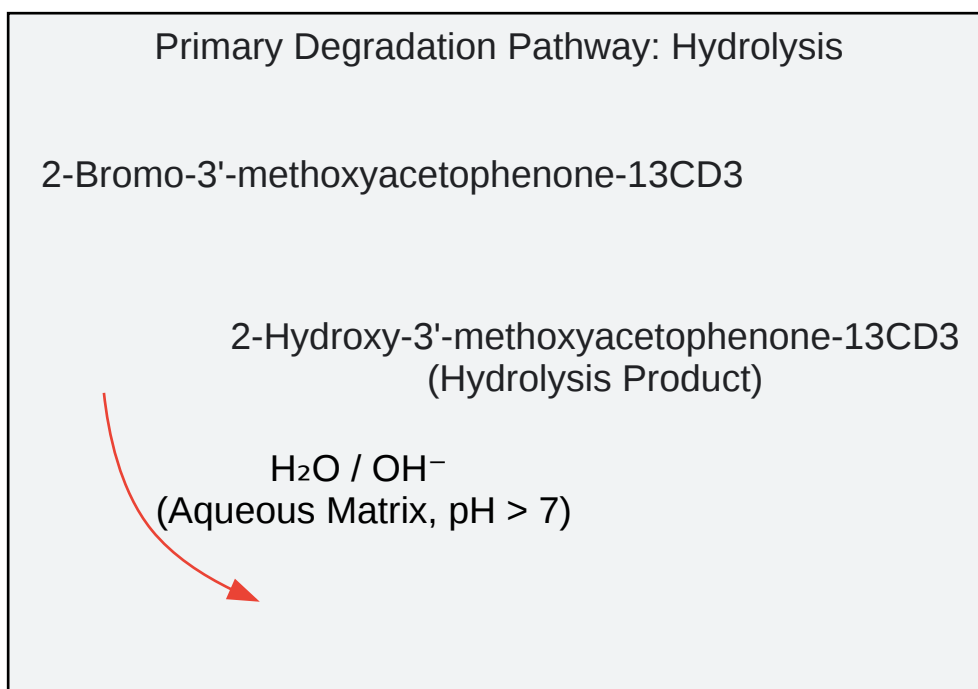 Primary Degradation Pathway: Hydrolysis
2-Bromo-3'-methoxyacetophenone-13CD3
2-Hydroxy-3'-methoxyacetophenone-13CD3
(Hydrolysis Product)
H₂O / OH⁻
(Aqueous Matrix, pH > 7)